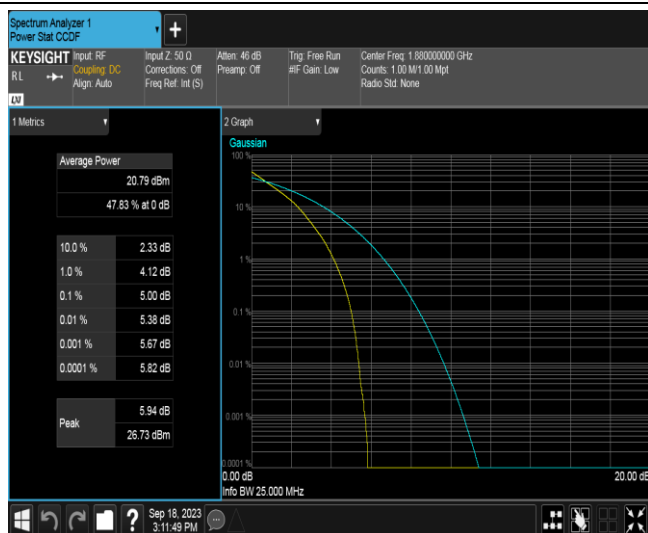 Spectrum Analyzer 1
Power Stat CCDF
+
KEYSIGHT
RL
LXI
Input: RF
Coupling: DC
Align: Auto
Input Z: 50 Ω
Corrections: Off
Freq Ref: Int (S)
Atten: 46 dB
Preamp: Off
Trig: Free Run
#IF Gain: Low
Center Freq: 1.880000000 GHz
Counts: 1.00 M/1.00 Mpt
Radio Std: None
1 Metrics
Average Power
20.79 dBm
47.83 % at 0 dB
10.0 % 2.33 dB
1.0 % 4.12 dB
0.1 % 5.00 dB
0.01 % 5.38 dB
0.001 % 5.67 dB
0.0001 % 5.82 dB
Peak
5.94 dB
26.73 dBm
2 Graph
Gaussian
100 %
10 %
1 %
0.1 %
0.01 %
0.001 %
0.0001 %
0.00 dB
20.00 dB
Info BW 25.000 MHz
?
Sep 18, 2023
3:11:49 PM